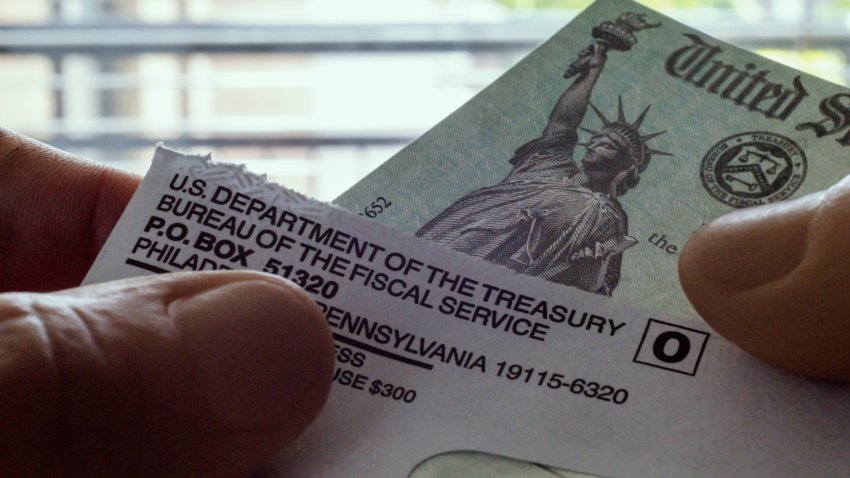 U.S. DEPARTMENT OF THE TREASURY
BUREAU OF THE FISCAL SERVICE
P.O. BOX 51320
PENNSYLVANIA 19115-6320
USE $300
O
652
United
the
TREASURY